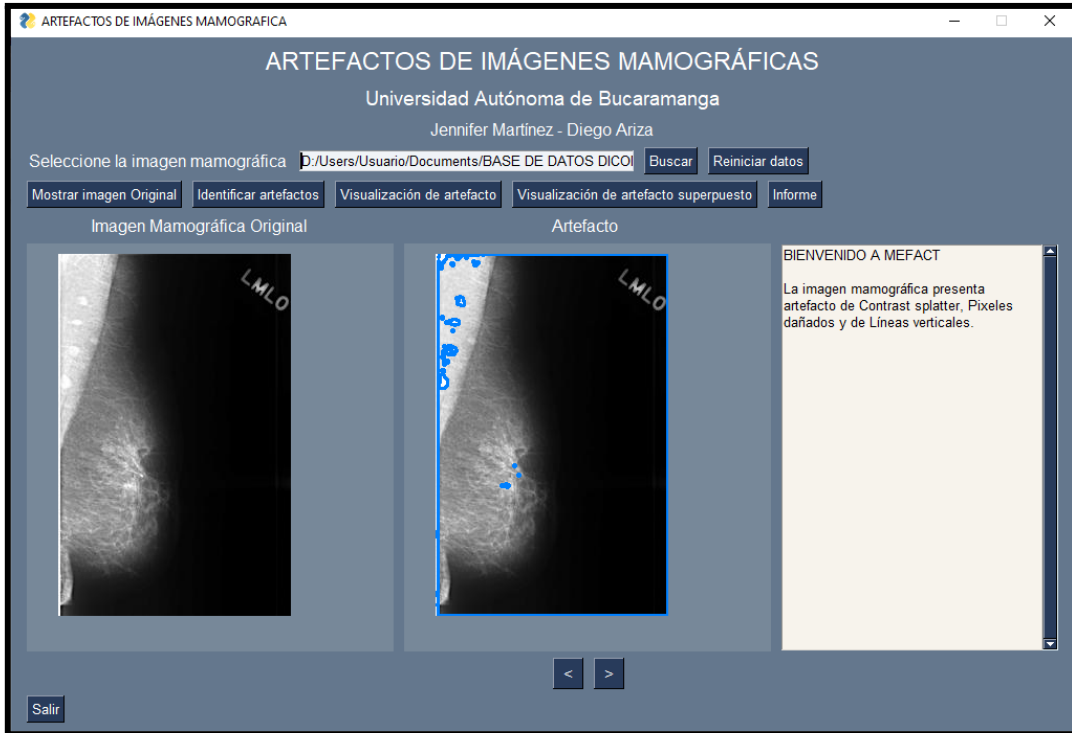 ARTEFACTOS DE IMÁGENES MAMOGRAFICA
ARTEFACTOS DE IMÁGENES MAMOGRÁFICAS
Universidad Autónoma de Bucaramanga
Jennifer Martínez - Diego Ariza
Seleccione la imagen mamográfica D:/Users/Usuario/Documents/BASE DE DATOS DICOI Buscar Reiniciar datos
Mostrar imagen Original Identificar artefactos Visualización de artefacto Visualización de artefacto superpuesto Informe
Imagen Mamográfica Original Artefacto
LMLO
LMLO
BIENVENIDO A MEFACT
La imagen mamográfica presenta
artefacto de Contrast splatter, Pixeles
dañados y de Líneas verticales.
< >
Salir